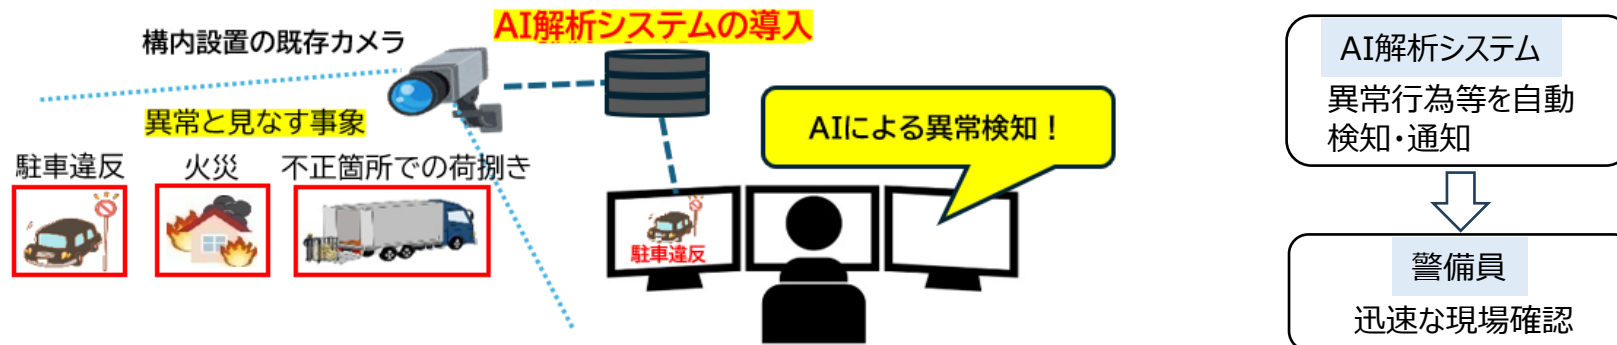 AI解析システムの導入
構内設置の既存カメラ
異常と見なす事象
駐車違反
火災
不正箇所での荷捌き
AIによる異常検知！
駐車違反
AI解析システム
異常行為等を自動
検知・通知
警備員
迅速な現場確認